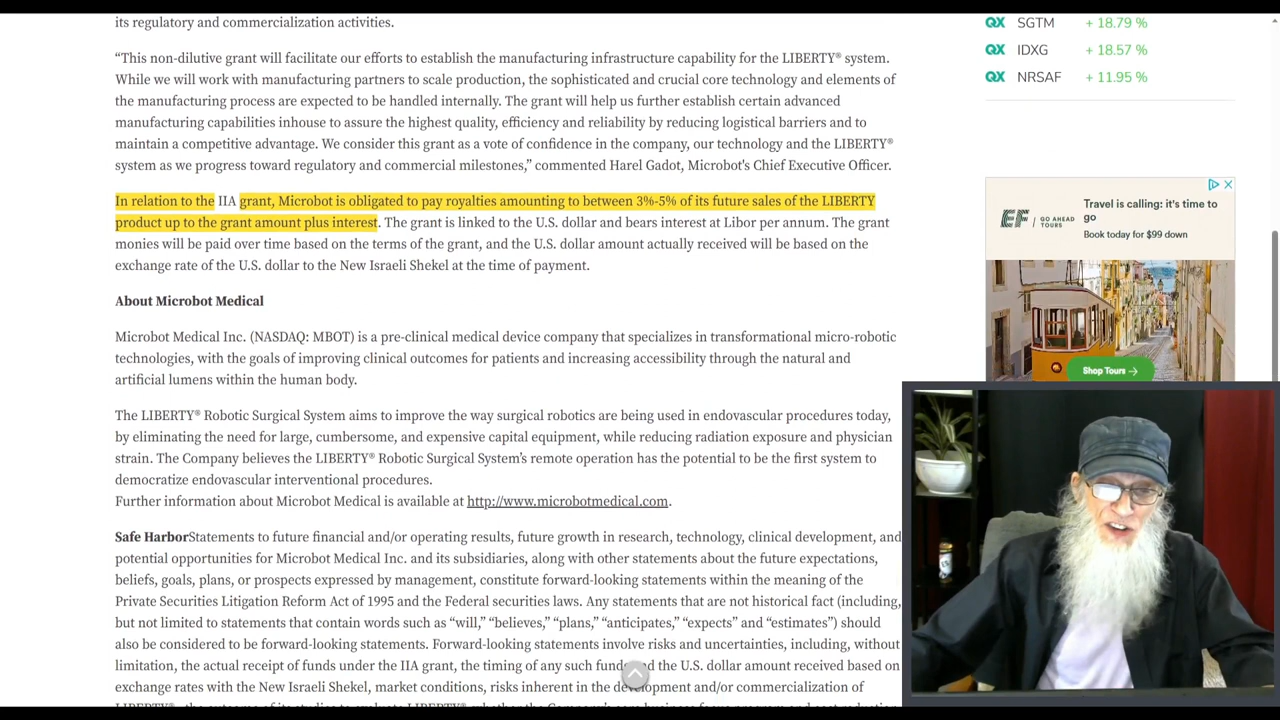 its regulatory and commercialization activities.
“This non-dilutive grant will facilitate our efforts to establish the manufacturing infrastructure capability for the LIBERTY® system.
While we will work with manufacturing partners to scale production, the sophisticated and crucial core technology and elements of
the manufacturing process are expected to be handled internally. The grant will help us further establish certain advanced
manufacturing capabilities inhouse to assure the highest quality, efficiency and reliability by reducing logistical barriers and to
maintain a competitive advantage. We consider this grant as a vote of confidence in the company, our technology and the LIBERTY®
system as we progress toward regulatory and commercial milestones,” commented Harel Gadot, Microbot's Chief Executive Officer.
In relation to the IIA grant, Microbot is obligated to pay royalties amounting to between 3%-5% of its future sales of the LIBERTY
product up to the grant amount plus interest. The grant is linked to the U.S. dollar and bears interest at Libor per annum. The grant
monies will be paid over time based on the terms of the grant, and the U.S. dollar amount actually received will be based on the
exchange rate of the U.S. dollar to the New Israeli Shekel at the time of payment.
About Microbot Medical
Microbot Medical Inc. (NASDAQ: MBOT) is a pre-clinical medical device company that specializes in transformational micro-robotic
technologies, with the goals of improving clinical outcomes for patients and increasing accessibility through the natural and
artificial lumens within the human body.
The LIBERTY® Robotic Surgical System aims to improve the way surgical robotics are being used in endovascular procedures today,
by eliminating the need for large, cumbersome, and expensive capital equipment, while reducing radiation exposure and physician
strain. The Company believes the LIBERTY® Robotic Surgical System’s remote operation has the potential to be the first system to
democratize endovascular interventional procedures.
Further information about Microbot Medical is available at http://www.microbotmedical.com.
Safe HarborStatements to future financial and/or operating results, future growth in research, technology, clinical development, and
potential opportunities for Microbot Medical Inc. and its subsidiaries, along with other statements about the future expectations,
beliefs, goals, plans, or prospects expressed by management, constitute forward-looking statements within the meaning of the
Private Securities Litigation Reform Act of 1995 and the Federal securities laws. Any statements that are not historical fact (including,
but not limited to statements that contain words such as “will,” “believes,” “plans,” “anticipates,” “expects” and “estimates”) should
also be considered to be forward-looking statements. Forward-looking statements involve risks and uncertainties, including, without
limitation, the actual receipt of funds under the IIA grant, the timing of any such and the U.S. dollar amount received based on
exchange rates with the New Israeli Shekel, market conditions, risks inherent in the development and/or commercialization of
QX SGTM + 18.79 %
QX IDXG + 18.57 %
QX NRSAF + 11.95 %
EF GO AHEAD TOURS
Travel is calling: it's time to
go
Book today for $99 down
Shop Tours →